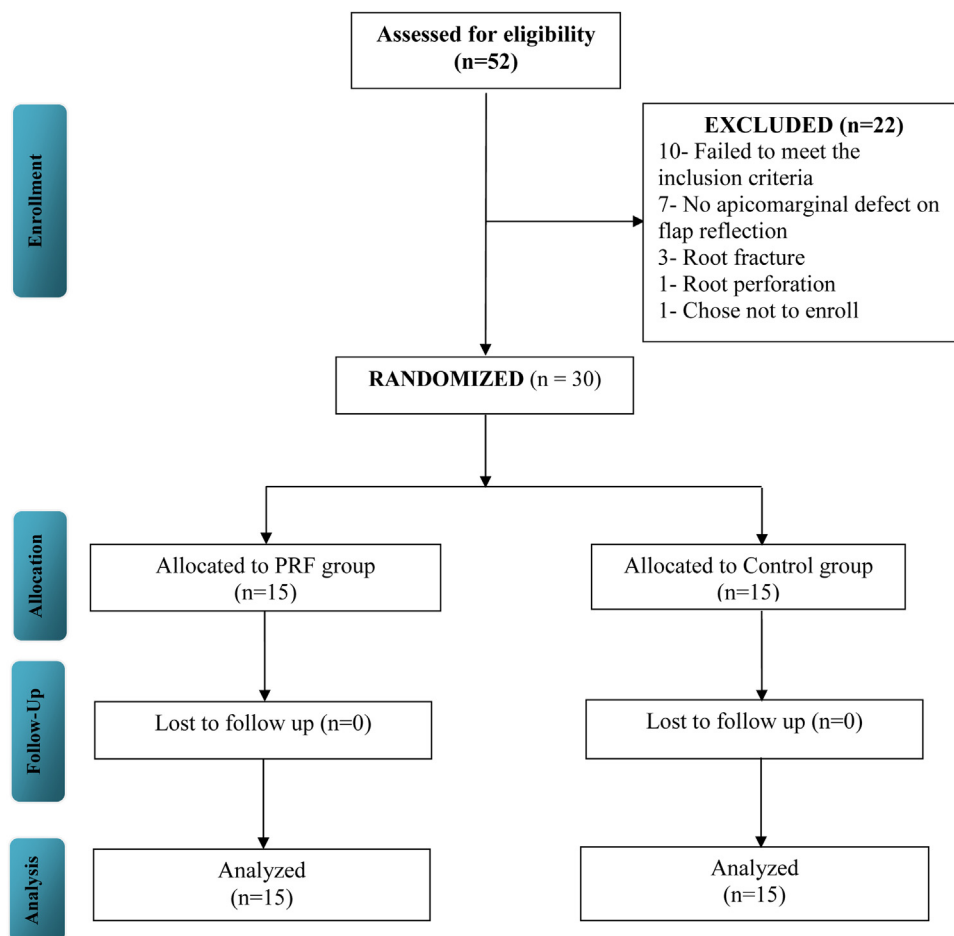 Assessed for eligibility
(n=52)
Enrollment
EXCLUDED (n=22)
10- Failed to meet the
inclusion criteria
7- No apicomarginal defect on
flap reflection
3- Root fracture
1- Root perforation
1- Chose not to enroll
RANDOMIZED (n = 30)
Allocation
Allocated to PRF group
(n=15)
Allocated to Control group
(n=15)
Follow-Up
Lost to follow up (n=0)
Lost to follow up (n=0)
Analysis
Analyzed
(n=15)
Analyzed
(n=15)